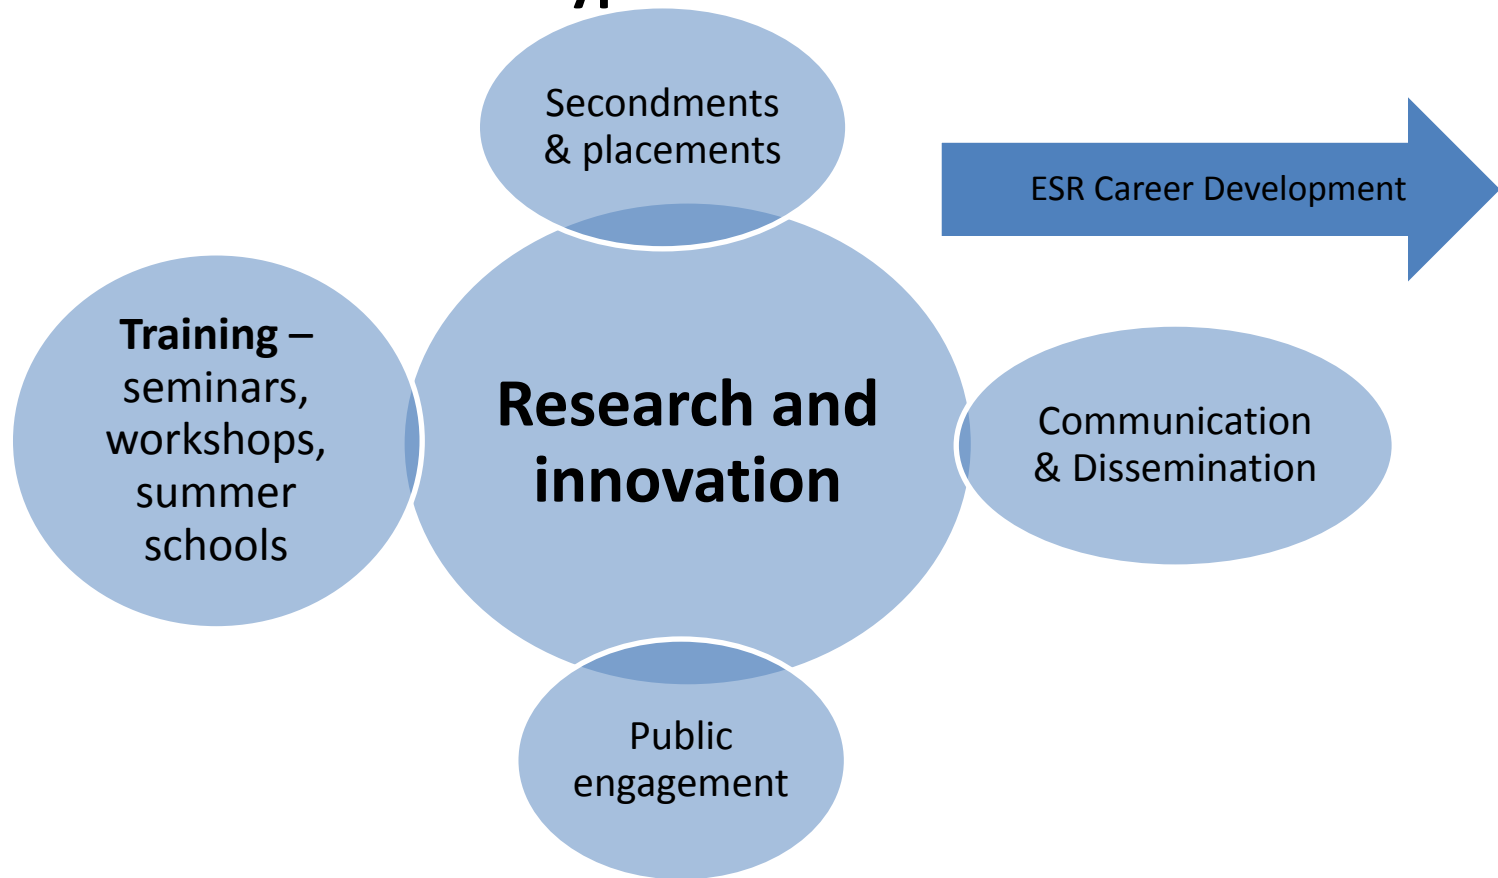 Secondments
& placements
ESR Career Development
Training –
seminars,
workshops,
summer
schools
Research and
innovation
Communication
& Dissemination
Public
engagement